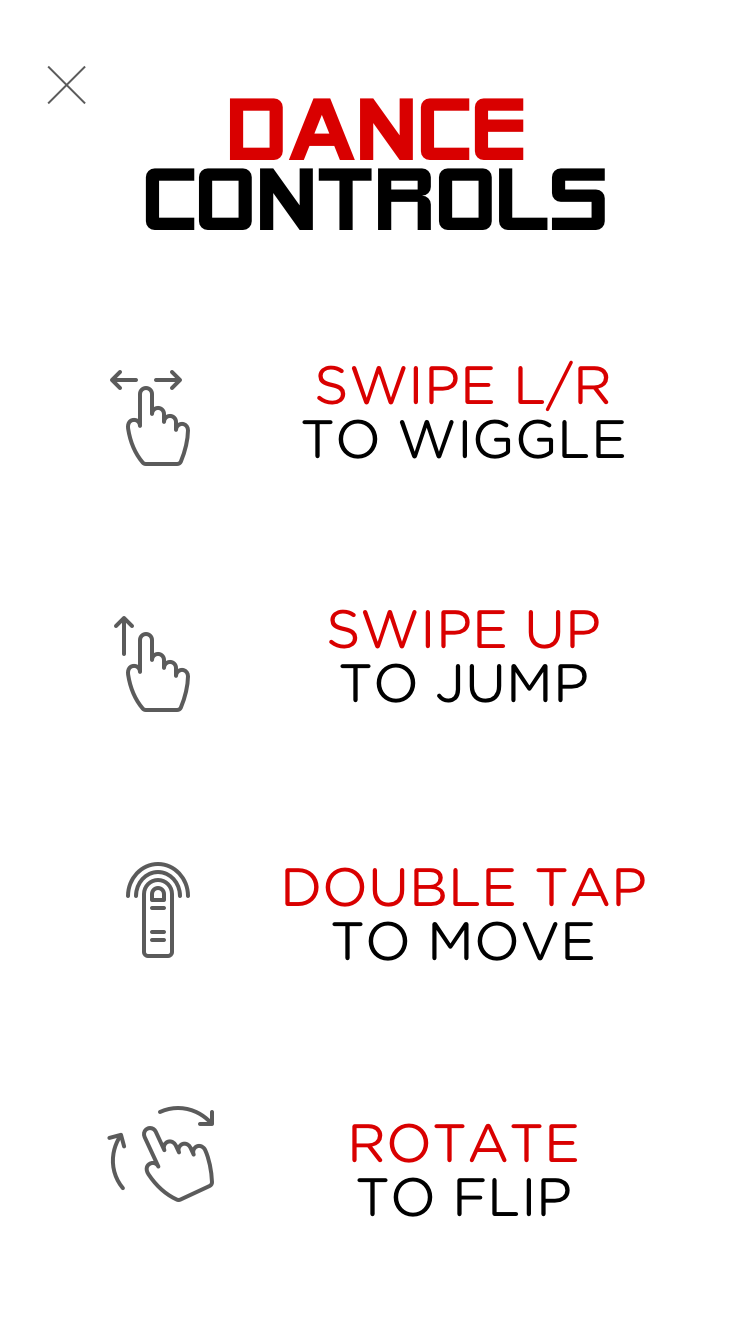 DANCE
CONTROLS
SWIPE L/R
TO WIGGLE
SWIPE UP
TO JUMP
DOUBLE TAP
TO MOVE
ROTATE
TO FLIP